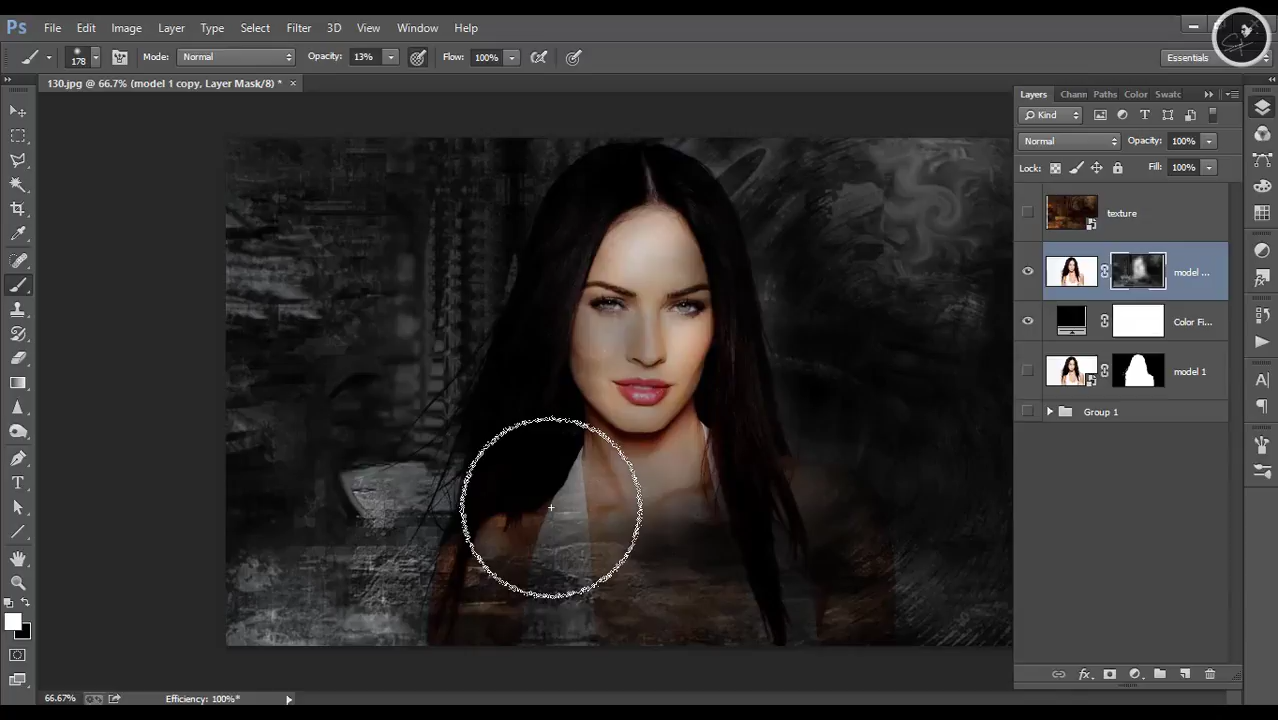 Ps File Edit Image Layer Type Select Filter 3D View Window Help
178 Mode: Normal Opacity: 13% Flow: 100% Essentials
130.jpg @ 66.7% (model 1 copy, Layer Mask/8) * ×
Layers Chann Paths Color Swatc
Kind T
Normal Opacity: 100%
Lock: Fill: 100%
texture
model ...
Color Fi...
model 1
Group 1
66.67% Efficiency: 100%*